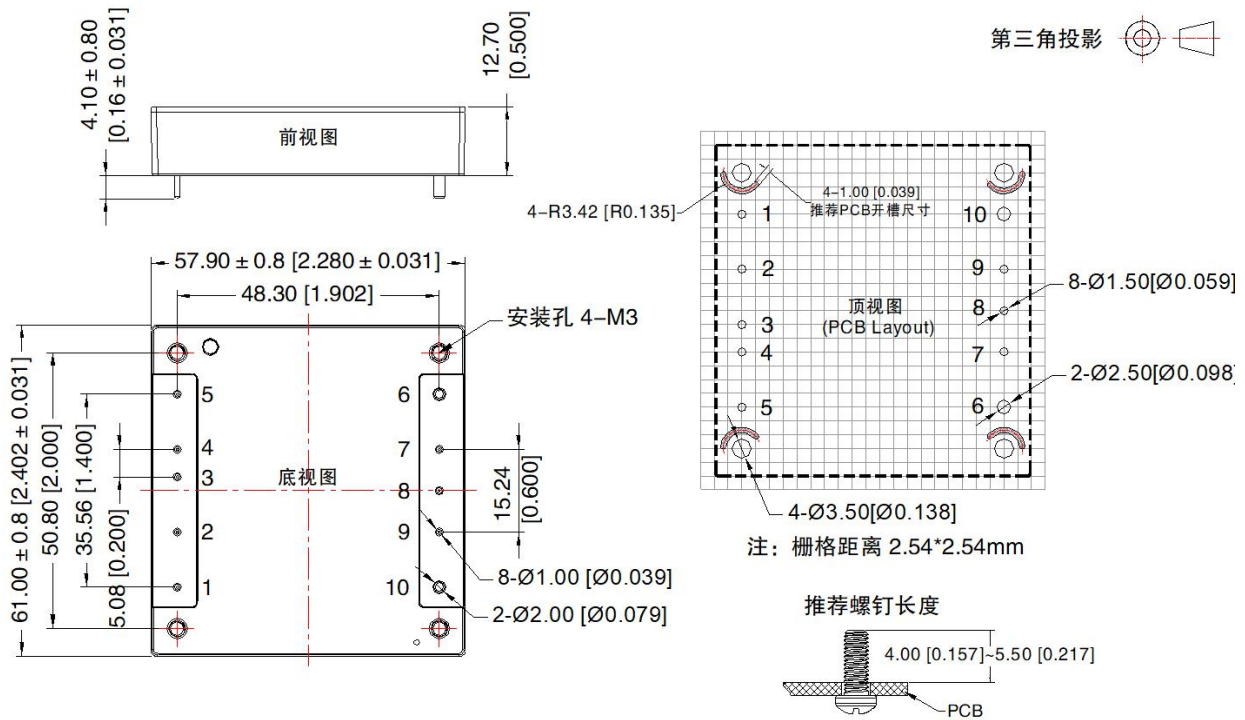 4.10 ± 0.80
[0.16 ± 0.031]
12.70
[0.500]
前视图
第三角投影
57.90 ± 0.8 [2.280 ± 0.031]
48.30 [1.902]
安装孔 4-M3
61.00 ± 0.8 [2.402 ± 0.031]
50.80 [2.000]
35.56 [1.400]
5.08 [0.200]
5
4
3
2
1
底视图
6
7
8
9
10
15.24
[0.600]
8-Ø1.00 [Ø0.039]
2-Ø2.00 [Ø0.079]
4-R3.42 [R0.135]
4-1.00 [0.039]
推荐PCB开槽尺寸
1
2
3
4
5
10
9
8
7
6
顶视图
(PCB Layout)
8-Ø1.50[Ø0.059]
2-Ø2.50[Ø0.098]
4-Ø3.50[Ø0.138]
注：栅格距离 2.54*2.54mm
推荐螺钉长度
4.00 [0.157]~5.50 [0.217]
PCB